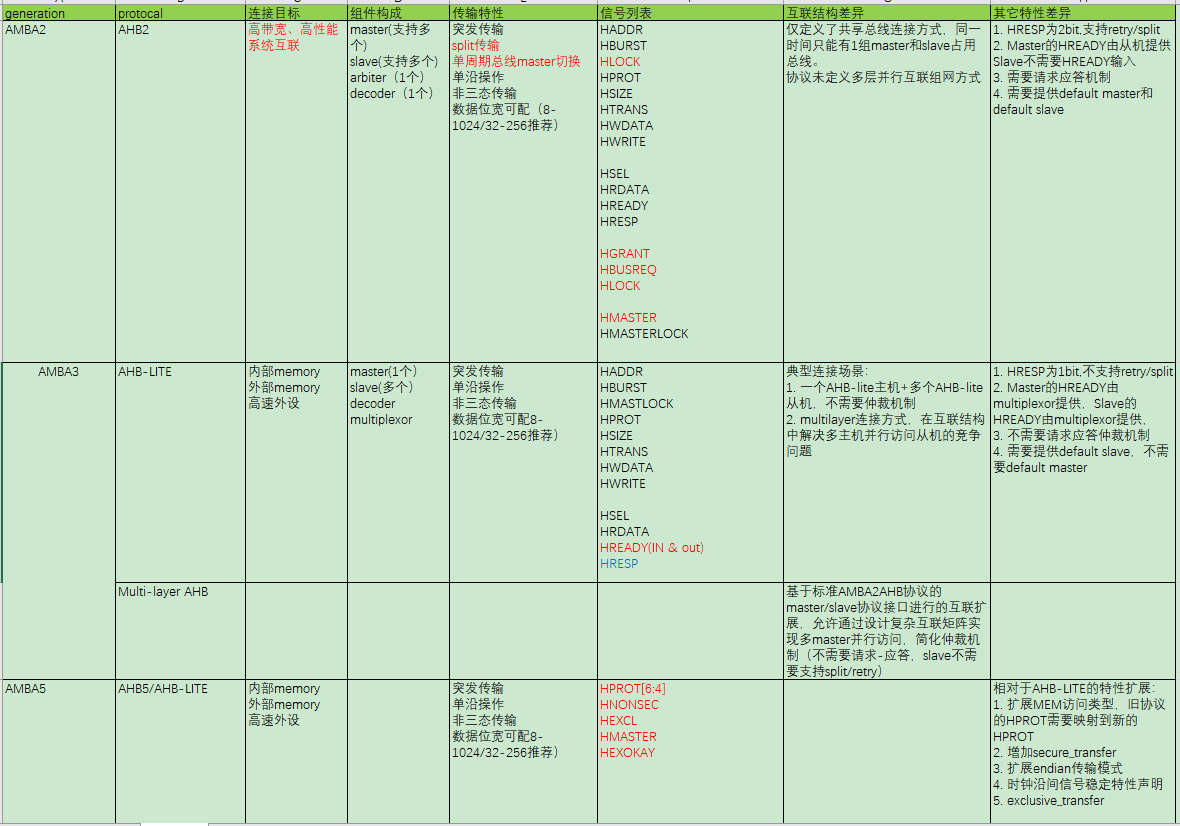 generation
protocal
连接目标
组件构成
传输特性
信号列表
互联结构差异
其它特性差异
AMBA2
AHB2
高带宽、高性能
系统互联
master(支持多
个)
slave(支持多个)
arbiter（1个）
decoder（1个）
突发传输
split传输
单周期总线master切换
单沿操作
非三态传输
数据位宽可配（8-
1024/32-256推荐）
HADDR
HBURST
HLOCK
HPROT
HSIZE
HTRANS
HWDATA
HWRITE
HSEL
HRDATA
HREADY
HRESP
HGRANT
HBUSREQ
HLOCK
HMASTER
HMASTERLOCK
仅定义了共享总线连接方式，同一
时间只能有1组master和slave占用
总线。
协议未定义多层并行互联组网方式
1. HRESP为2bit,支持retry/split
2. Master的HREADY由从机提供
Slave不需要HREADY输入
3. 需要请求应答机制
4. 需要提供default master和
default slave
AMBA3
AHB-LITE
内部memory
外部memory
高速外设
master(1个）
slave(多个）
decoder
multiplexor
突发传输
单沿操作
非三态传输
数据位宽可配8-
1024/32-256推荐）
HADDR
HBURST
HMASTLOCK
HPROT
HSIZE
HTRANS
HWDATA
HWRITE
HSEL
HRDATA
HREADY(IN & out)
HRESP
典型连接场景：
1. 一个AHB-lite主机+多个AHB-lite
从机，不需要仲裁机制
2. multilayer连接方式，在互联结构
中解决多主机并行访问从机的竞争
问题
1. HRESP为1bit,不支持retry/split
2. Master的HREADY由
multiplexor提供，Slave的
HREADY由multiplexor提供，
3. 不需要请求应答仲裁机制
4. 需要提供default slave，不需
要default master
Multi-layer AHB
基于标准AMBA2AHB协议的
master/slave协议接口进行的互联扩
展，允许通过设计复杂互联矩阵实
现多master并行访问，简化仲裁机
制（不需要请求-应答，slave不需
要支持split/retry）
AMBA5
AHB5/AHB-LITE
内部memory
外部memory
高速外设
突发传输
单沿操作
非三态传输
数据位宽可配8-
1024/32-256推荐）
HPROT[6:4]
HNONSEC
HEXCL
HMASTER
HEXOKAY
相对于AHB-LITE的特性扩展：
1. 扩展MEM访问类型，旧协议
的HPROT需要映射到新的
HPROT
2. 增加secure_transfer
3. 扩展endian传输模式
4. 时钟沿间信号稳定特性声明
5. exclusive_transfer